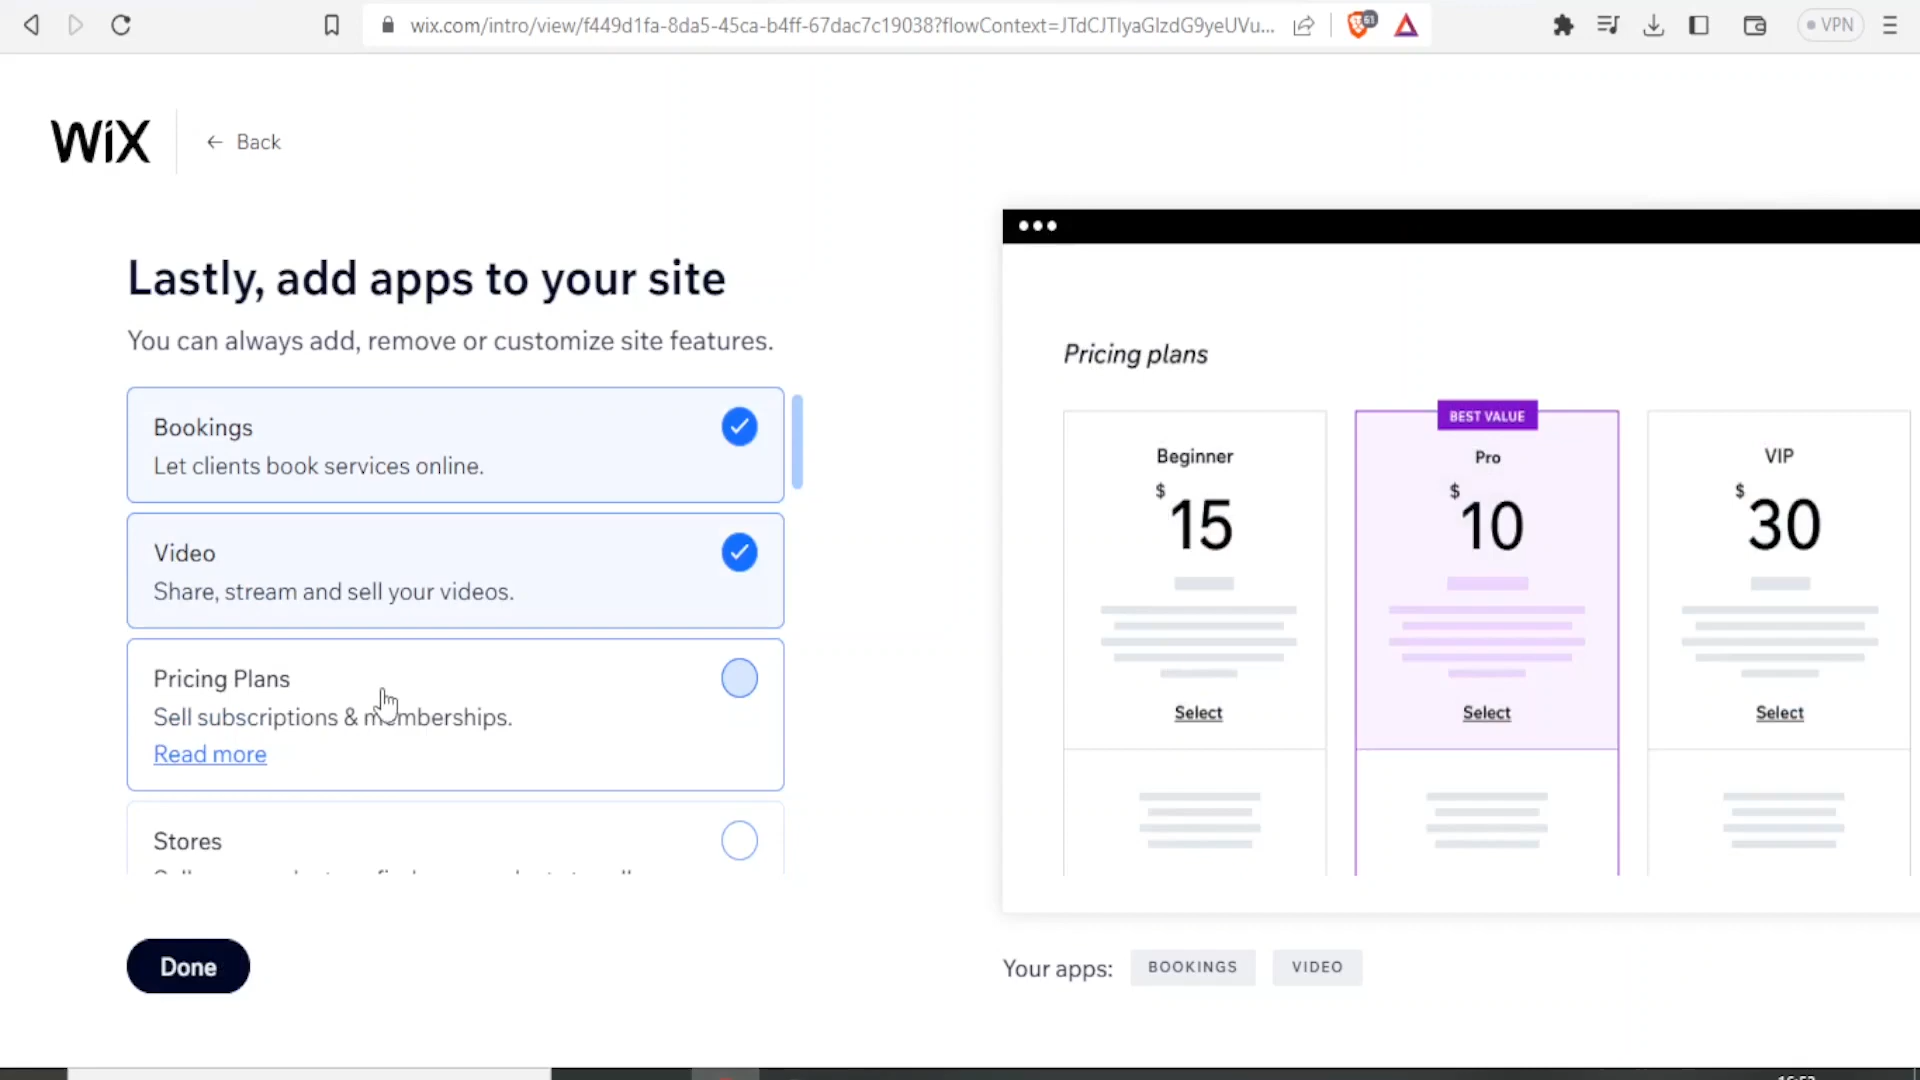 wix.com/intro/view/f449d1fa-8da5-45ca-b4ff-67dac7c19038?flowContext=JTdCJTIyaGlzdG9yeUVu...
61
VPN
WiX
Back
Lastly, add apps to your site
You can always add, remove or customize site features.
Bookings
Let clients book services online.
Video
Share, stream and sell your videos.
Pricing Plans
Sell subscriptions & memberships.
Read more
Stores
Done
Pricing plans
BEST VALUE
Beginner
$ 15
Select
Pro
$ 10
Select
VIP
$ 30
Select
Your apps: BOOKINGS VIDEO